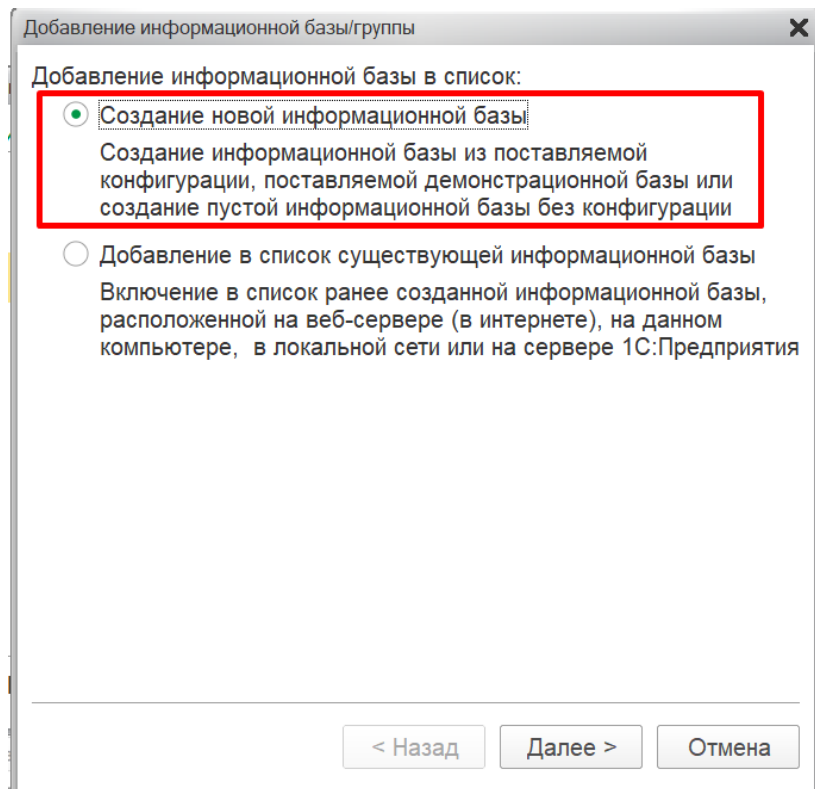 Добавление информационной базы/группы
Добавление информационной базы в список:
Создание новой информационной базы
Создание информационной базы из поставляемой
конфигурации, поставляемой демонстрационной базы или
создание пустой информационной базы без конфигурации
Добавление в список существующей информационной базы
Включение в список ранее созданной информационной базы,
расположенной на веб-сервере (в интернете), на данном
компьютере,  в локальной сети или на сервере 1С:Предприятия
< Назад
Далее >
Отмена